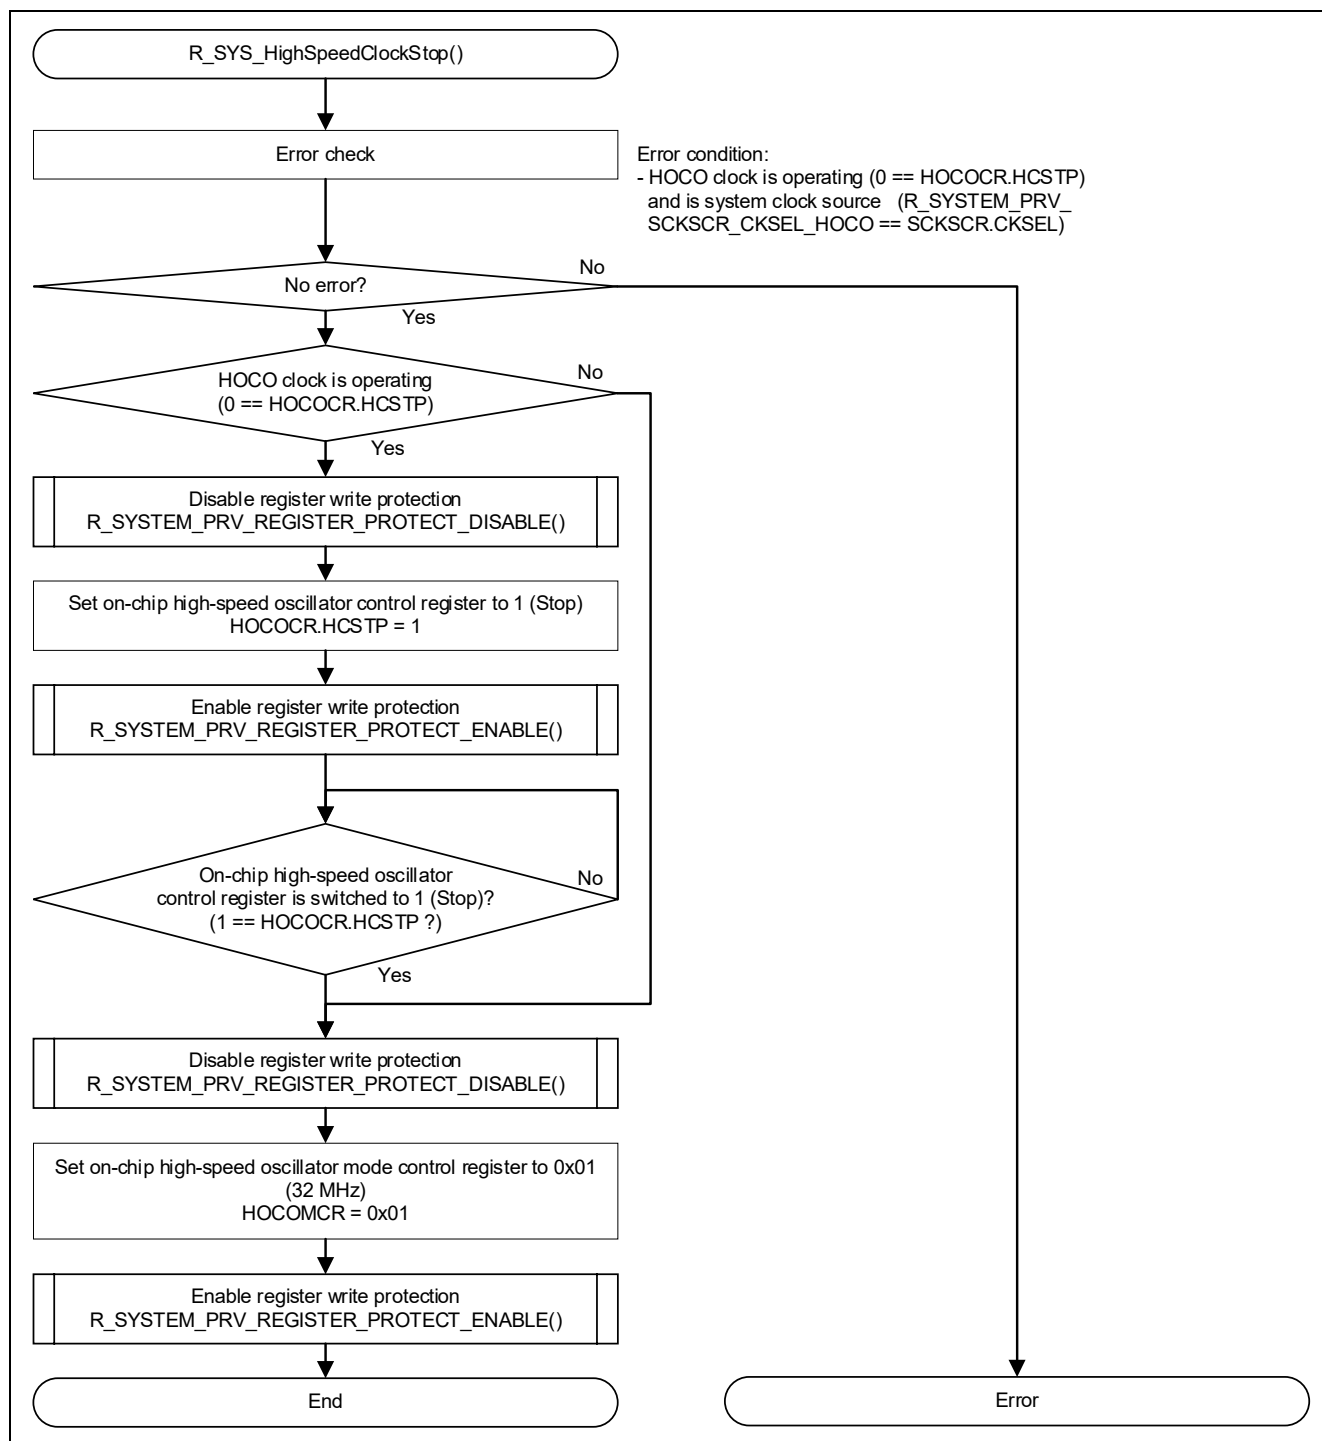 R_SYS_HighSpeedClockStop()
Error check
Error condition:
- HOCO clock is operating (0 == HOCOCR.HCSTP)
and is system clock source (R_SYSTEM_PRV_
SCKSCR_CKSEL_HOCO == SCKSCR.CKSEL)
No error?
No
Yes
HOCO clock is operating
(0 == HOCOCR.HCSTP)
No
Yes
Disable register write protection
R_SYSTEM_PRV_REGISTER_PROTECT_DISABLE()
Set on-chip high-speed oscillator control register to 1 (Stop)
HOCOCR.HCSTP = 1
Enable register write protection
R_SYSTEM_PRV_REGISTER_PROTECT_ENABLE()
On-chip high-speed oscillator
control register is switched to 1 (Stop)?
(1 == HOCOCR.HCSTP ?)
No
Yes
Disable register write protection
R_SYSTEM_PRV_REGISTER_PROTECT_DISABLE()
Set on-chip high-speed oscillator mode control register to 0x01
(32 MHz)
HOCOMCR = 0x01
Enable register write protection
R_SYSTEM_PRV_REGISTER_PROTECT_ENABLE()
End
Error